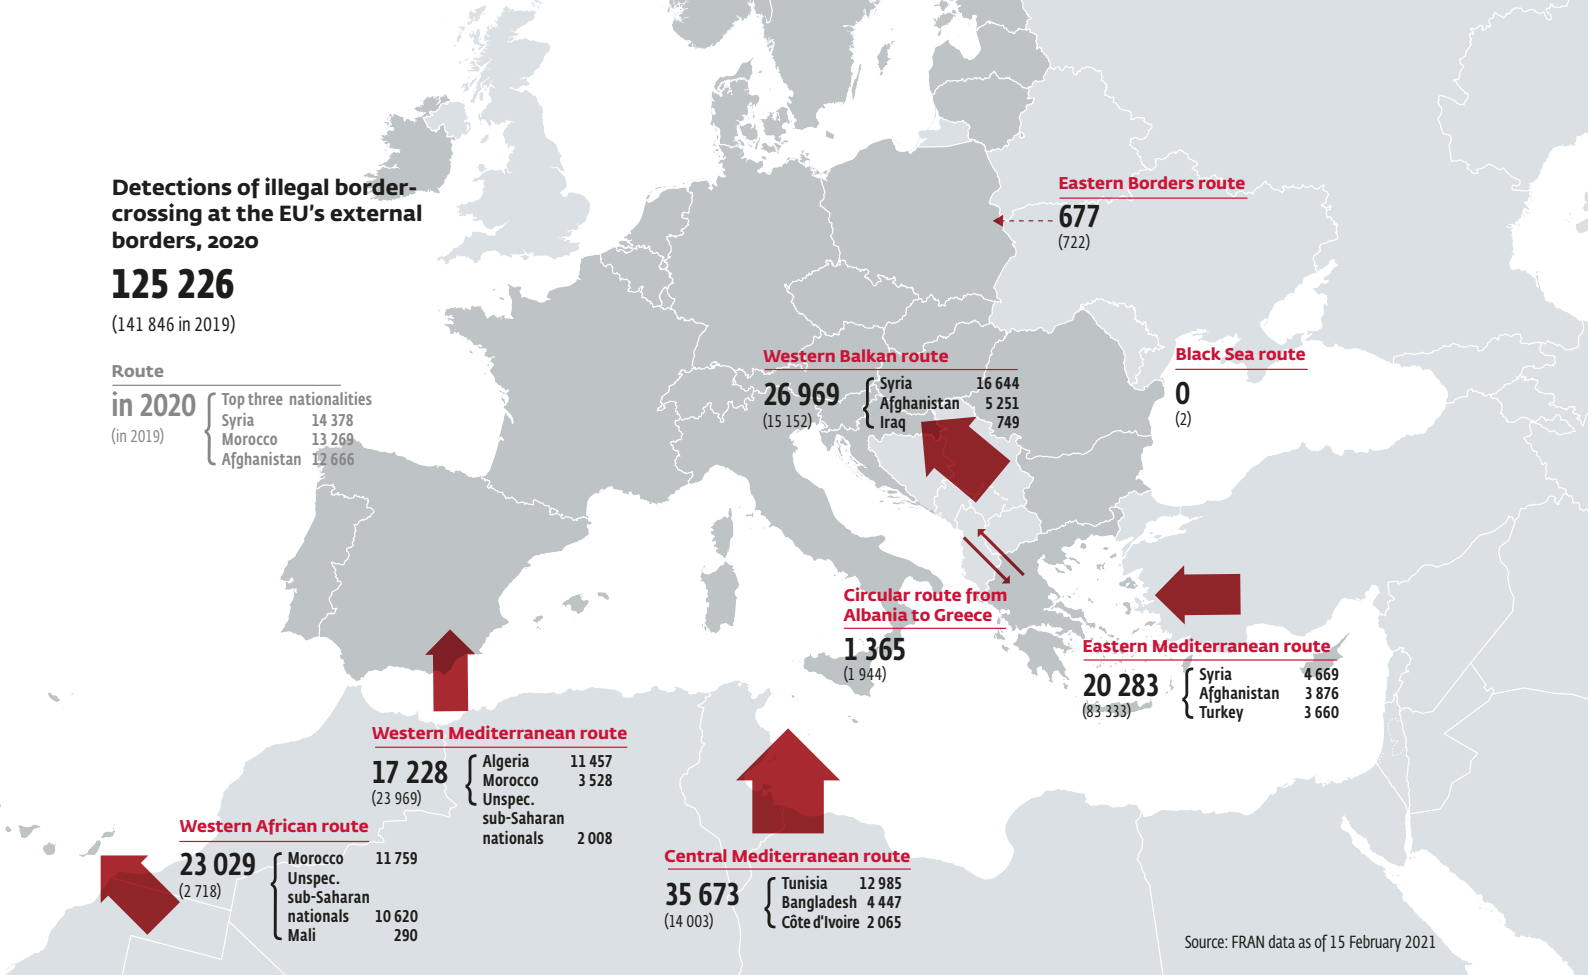 Detections of illegal border-
crossing at the EU's external
borders, 2020
125 226
(141 846 in 2019)
Route
in 2020
(in 2019)
Top three nationalities
Syria 14 378
Morocco 13 269
Afghanistan 12 666
Eastern Borders route
677
(722)
Western Balkan route
26 969
(15 152)
Syria 16 644
Afghanistan 5 251
Iraq 749
Black Sea route
0
(2)
Circular route from
Albania to Greece
1 365
(1 944)
Eastern Mediterranean route
20 283
(83 333)
Syria 4 669
Afghanistan 3 876
Turkey 3 660
Western Mediterranean route
17 228
(23 969)
Algeria 11 457
Morocco 3 528
Unspec.
sub-Saharan
nationals 2 008
Western African route
23 029
(2 718)
Morocco 11 759
Unspec.
sub-Saharan
nationals 10 620
Mali 290
Central Mediterranean route
35 673
(14 003)
Tunisia 12 985
Bangladesh 4 447
Côte d'Ivoire 2 065
Source: FRAN data as of 15 February 2021